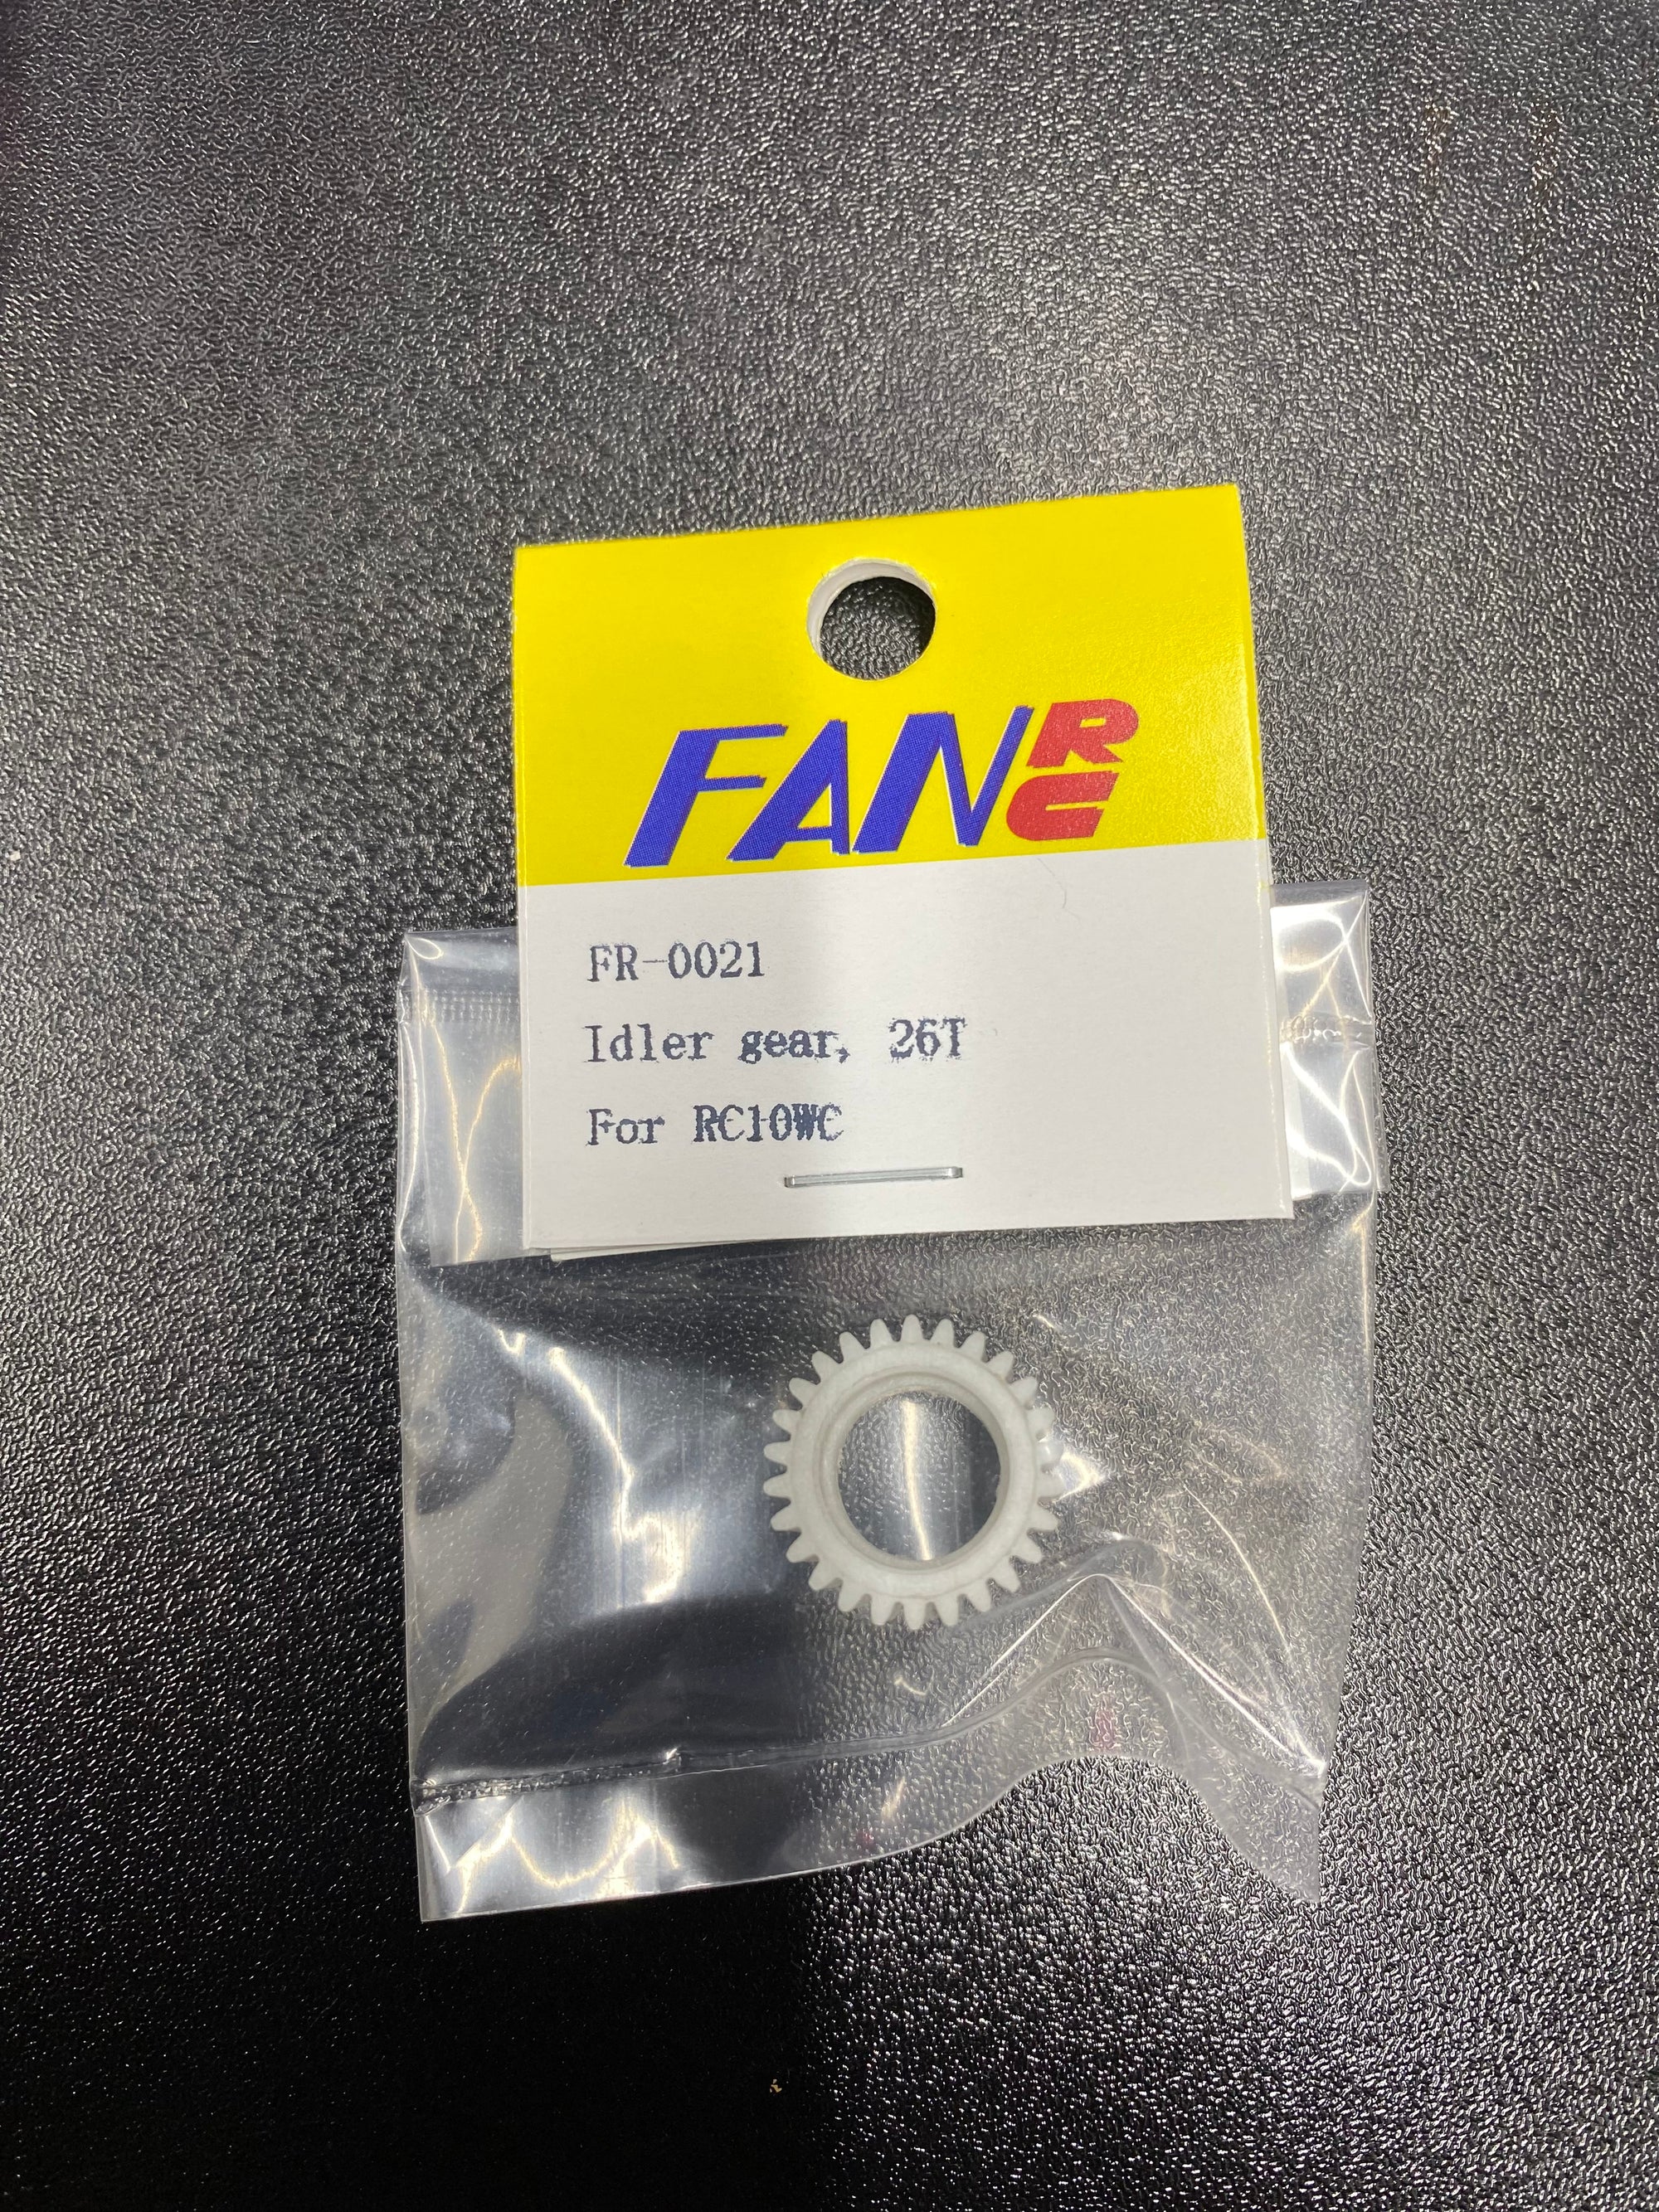 FAN RC
FR-0021
Idler gear, 26T
For RC10WC